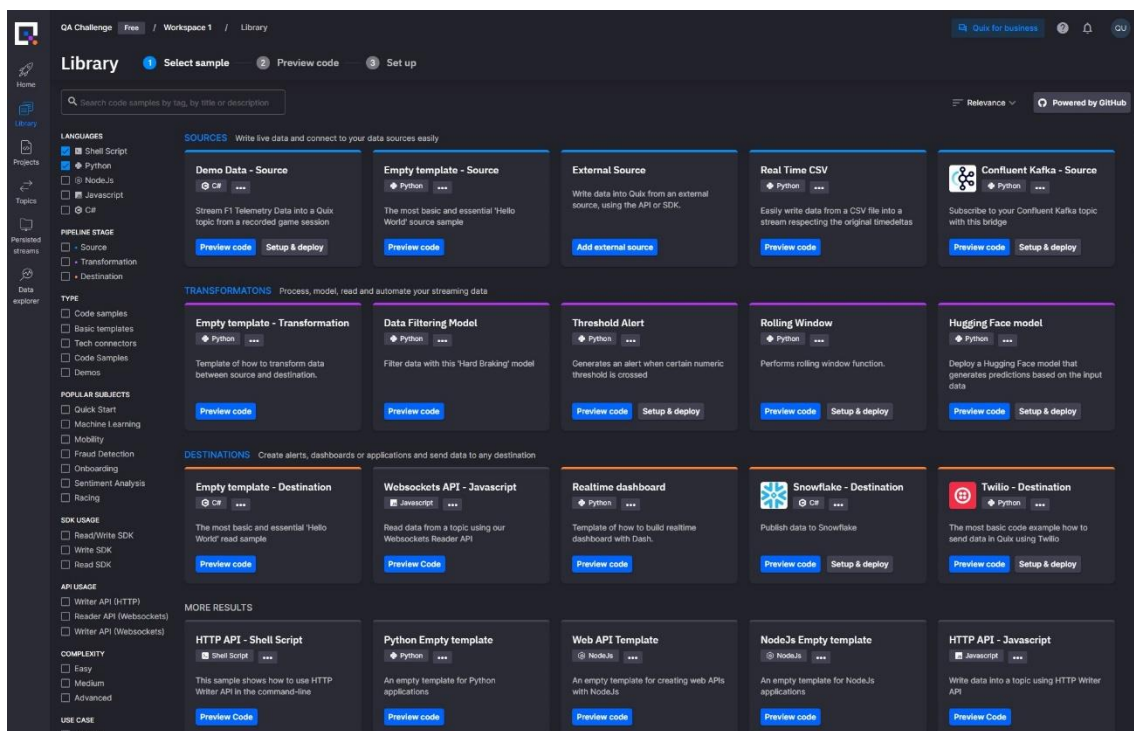 QA Challenge Free / Workspace 1 / Library
Quix for business
QU
Library 1 Select sample 2 Preview code 3 Set up
Home
Library
Projects
Topics
Persisted streams
Data explorer
Search code samples by tag, by title or description
Relevance
Powered by GitHub
LANGUAGES
Shell Script
Python
NodeJs
Javascript
C#
PIPELINE STAGE
Source
Transformation
Destination
TYPE
Code samples
Basic templates
Tech connectors
Code Samples
Demos
POPULAR SUBJECTS
Quick Start
Machine Learning
Mobility
Fraud Detection
Onboarding
Sentiment Analysis
Racing
SDK USAGE
Read/Write SDK
Write SDK
Read SDK
API USAGE
Writer API (HTTP)
Reader API (Websockets)
Writer API (Websockets)
COMPLEXITY
Easy
Medium
Advanced
USE CASE
SOURCES Write live data and connect to your data sources easily
Demo Data - Source
C# ...
Stream F1 Telemetry Data into a Quix
topic from a recorded game session
Preview code Setup & deploy
Empty template - Source
Python ...
The most basic and essential 'Hello
World' source sample
Preview code
External Source
Write data into Quix from an external
source, using the API or SDK.
Add external source
Real Time CSV
Python ...
Easily write data from a CSV file into a
stream respecting the original timedeltas
Preview code
Confluent Kafka - Source
Python ...
Subscribe to your Confluent Kafka topic
with this bridge
Preview code Setup & deploy
TRANSFORMATONS Process, model, read and automate your streaming data
Empty template - Transformation
Python ...
Template of how to transform data
between source and destination.
Preview code
Data Filtering Model
Python ...
Filter data with this 'Hard Braking' model
Preview code
Threshold Alert
Python ...
Generates an alert when certain numeric
threshold is crossed
Preview code Setup & deploy
Rolling Window
Python ...
Performs rolling window function.
Preview code Setup & deploy
Hugging Face model
Python ...
Deploy a Hugging Face model that
generates predictions based on the input
data
Preview code Setup & deploy
DESTINATIONS Create alerts, dashboards or applications and send data to any destination
Empty template - Destination
C# ...
The most basic and essential 'Hello
World' read sample
Preview code
Websockets API - Javascript
Javascript ...
Read data from a topic using our
Websockets Reader API
Preview Code
Realtime dashboard
Python ...
Template of how to build realtime
dashboard with Dash.
Preview code
Snowflake - Destination
C# ...
Publish data to Snowflake
Preview code Setup & deploy
Twilio - Destination
Python ...
The most basic code example how to
send data in Quix using Twilio
Preview code Setup & deploy
MORE RESULTS
HTTP API - Shell Script
Shell Script ...
This sample shows how to use HTTP
Writer API in the command-line
Preview Code
Python Empty template
Python ...
An empty template for Python
applications
Preview code
Web API Template
NodeJs ...
An empty template for creating web APIs
with NodeJs
Preview code
NodeJs Empty template
NodeJs ...
An empty template for NodeJs
applications
Preview code
HTTP API - Javascript
Javascript ...
Write data into a topic using HTTP Writer
API
Preview Code